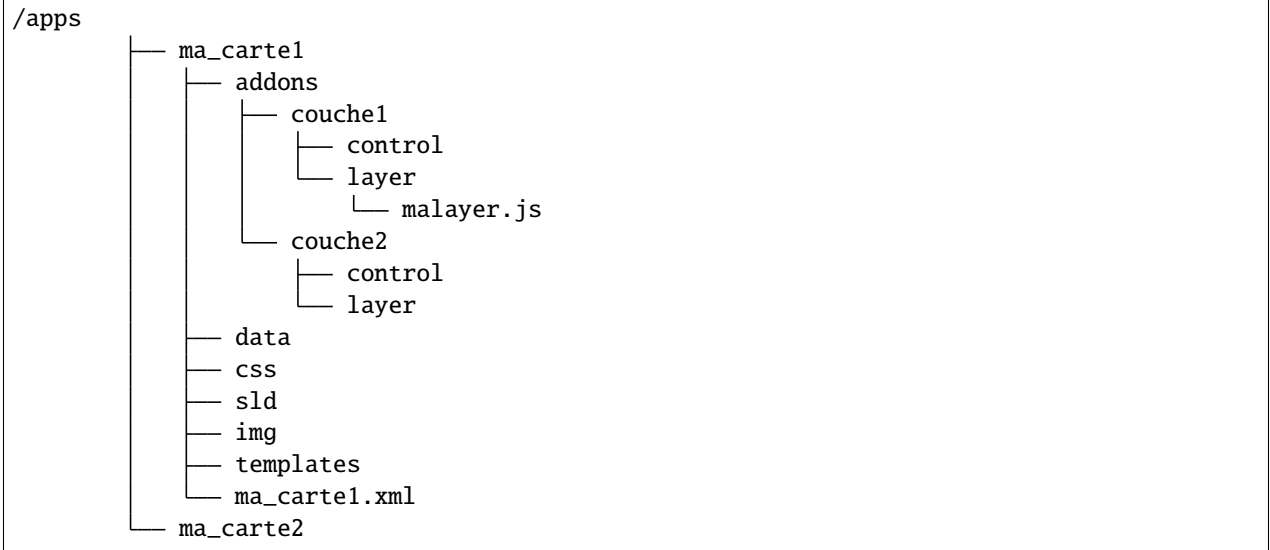 /apps
├── ma_carte1
│   ├── addons
│   │   ├── couche1
│   │   │   ├── control
│   │   │   └── layer
│   │   │       └── malayer.js
│   │   └── couche2
│   │       ├── control
│   │       └── layer
│   ├── data
│   ├── css
│   ├── sld
│   ├── img
│   ├── templates
│   └── ma_carte1.xml
└── ma_carte2